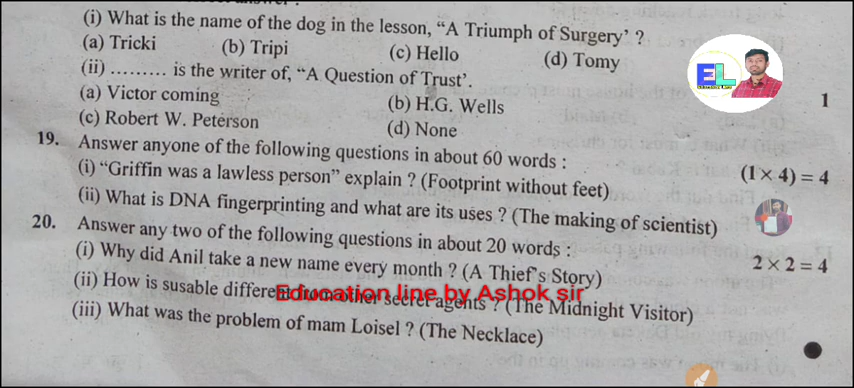 (i) What is the name of the dog in the lesson, “A Triumph of Surgery’ ?
(a) Tricki (b) Tripi (c) Hello (d) Tomy
(ii) ......... is the writer of, “A Question of Trust’. 1
(a) Victor coming (b) H.G. Wells
(c) Robert W. Peterson (d) None
19. Answer anyone of the following questions in about 60 words : (1 × 4) = 4
(i) “Griffin was a lawless person” explain ? (Footprint without feet)
(ii) What is DNA fingerprinting and what are its uses ? (The making of scientist)
20. Answer any two of the following questions in about 20 words : 2 × 2 = 4
(i) Why did Anil take a new name every month ? (A Thief's Story)
(ii) How is susable different from other secret agents ? (The Midnight Visitor)
(iii) What was the problem of mam Loisel ? (The Necklace)
EL
Education line by Ashok sir